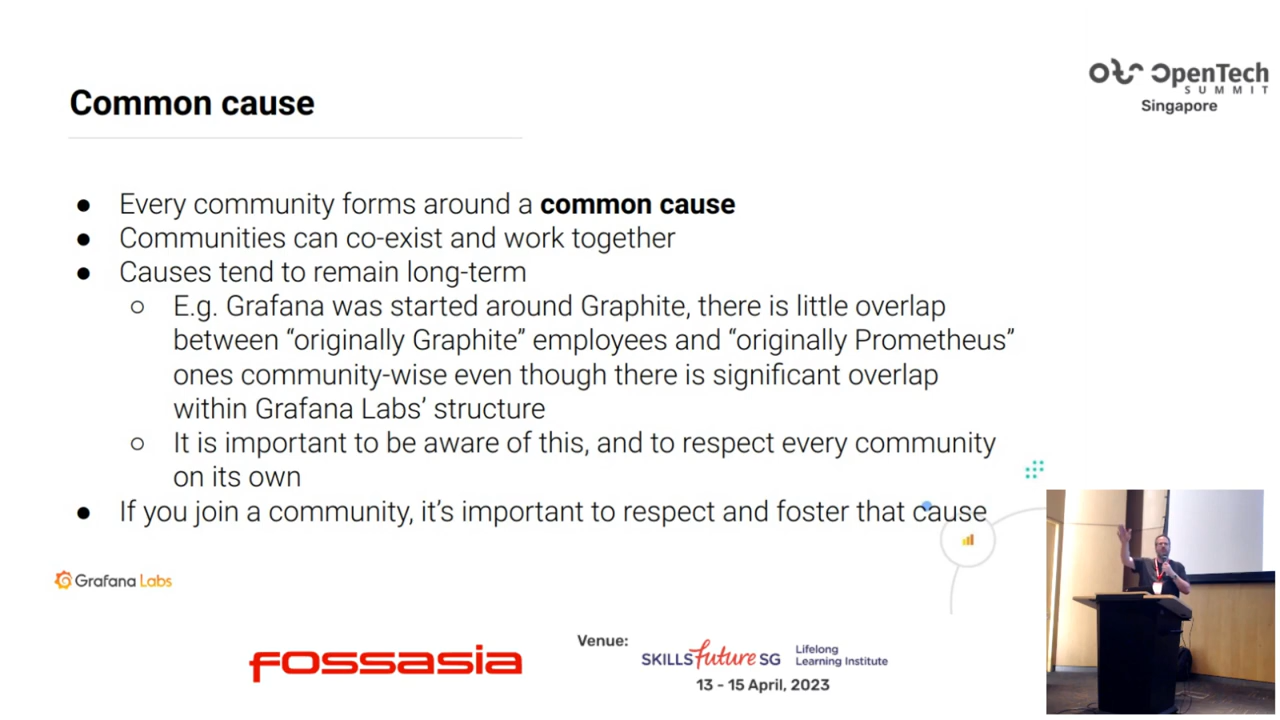 OpenTech
SUMMIT
Singapore
Common cause
● Every community forms around a common cause
● Communities can co-exist and work together
● Causes tend to remain long-term
○ E.g. Grafana was started around Graphite, there is little overlap
between “originally Graphite” employees and “originally Prometheus”
ones community-wise even though there is significant overlap
within Grafana Labs’ structure
○ It is important to be aware of this, and to respect every community
on its own
● If you join a community, it’s important to respect and foster that cause
Grafana Labs
fossasia
Venue:
SKILLSfuture SG
Lifelong
Learning Institute
13 - 15 April, 2023